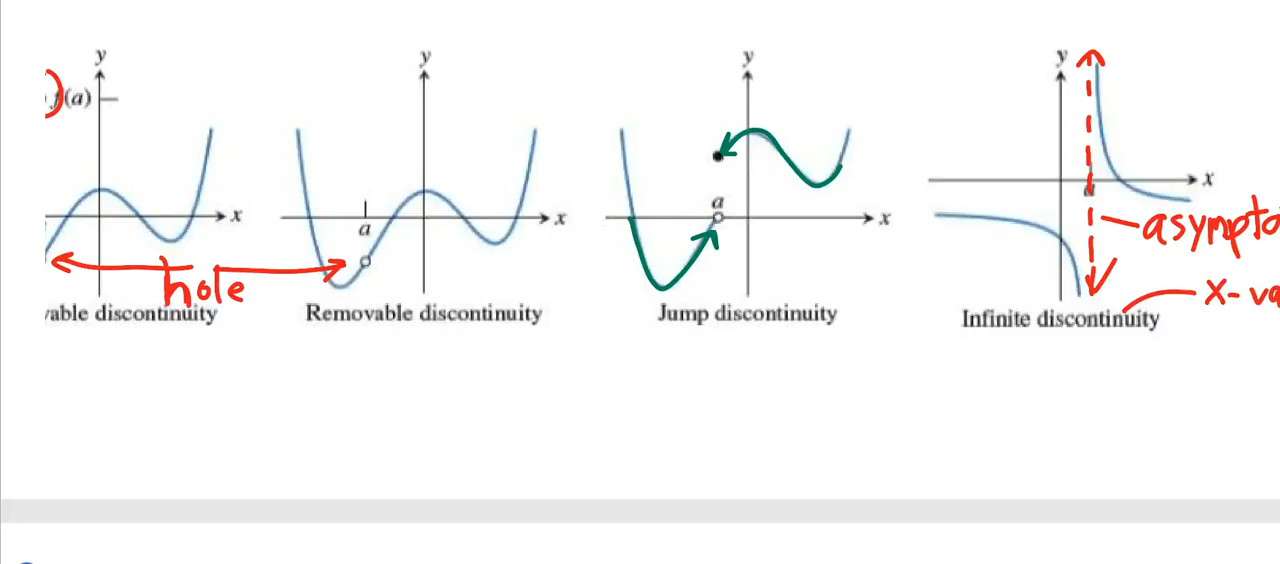 y
y
y
y
f(a)
x
a
x
a
x
a
x
hole
asympto
x-va
vable discontinuity
Removable discontinuity
Jump discontinuity
Infinite discontinuity